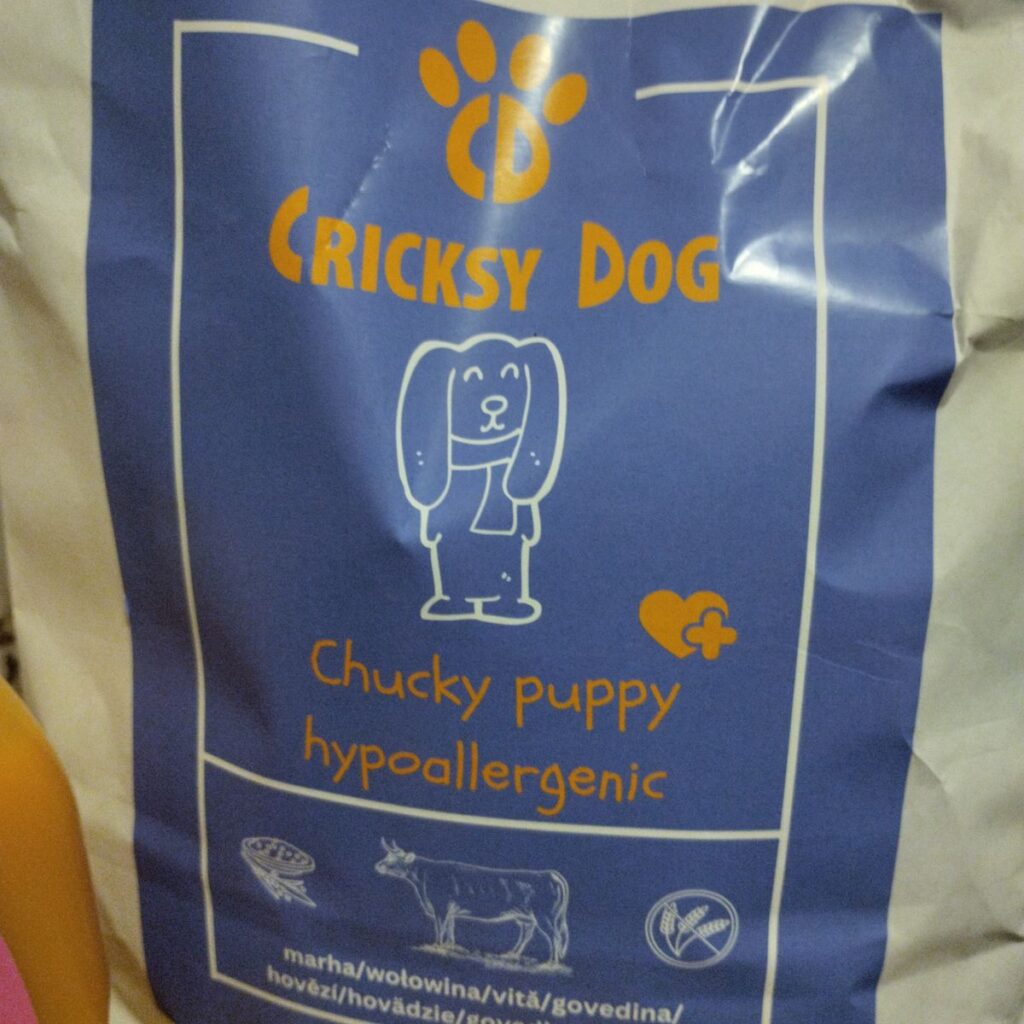 CD
CRICKSY DOG
Chucky puppy
hypoallergenic
marha/wołowina/vită/govedina/
hovězí/hovädzie/